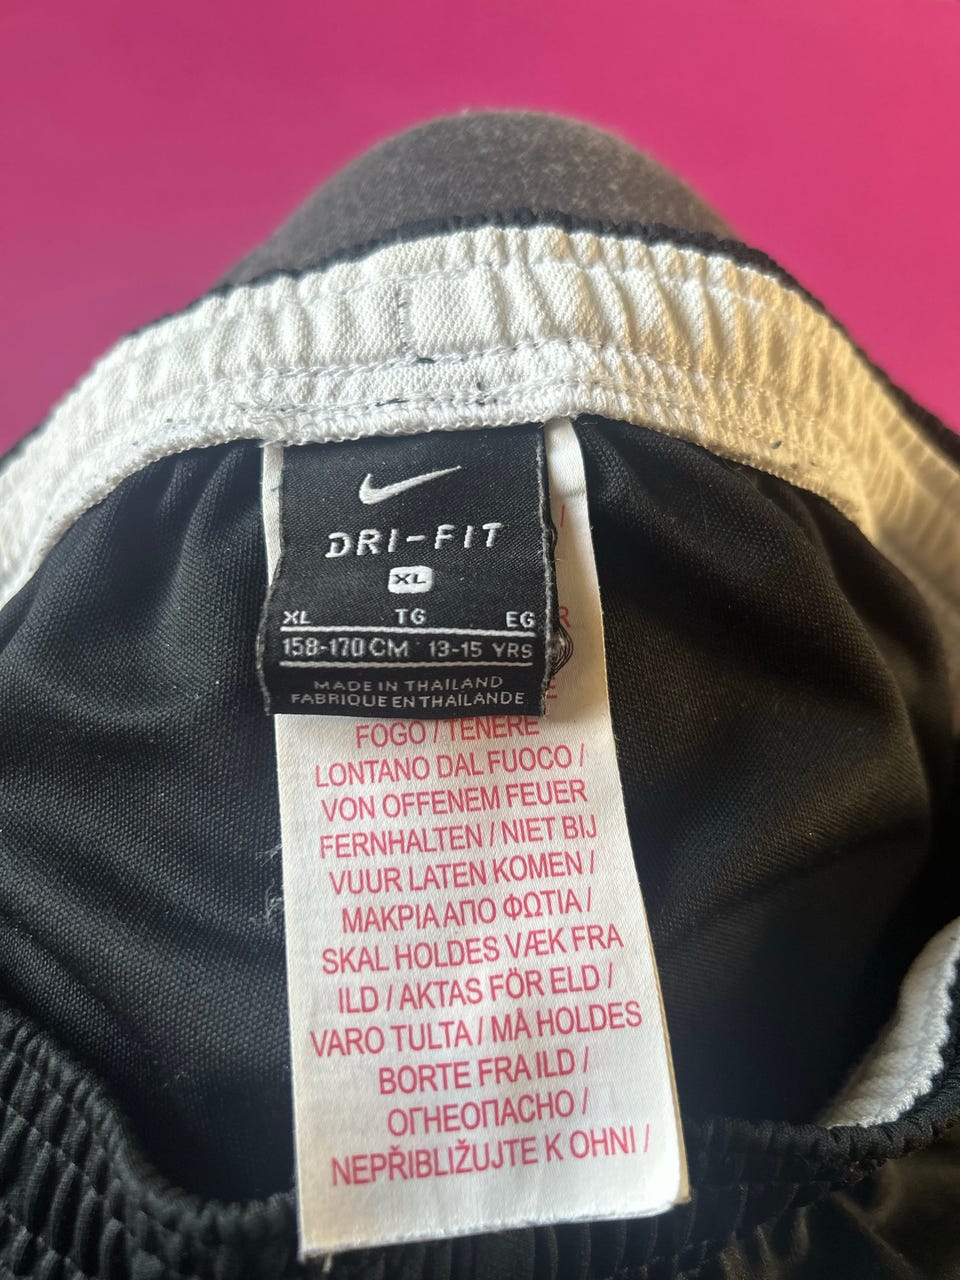 DRI-FIT
XL
XL TG EG
158-170 CM 13-15 YRS
MADE IN THAILAND
FABRIQUE EN THAILANDE
FOGO / TENERE
LONTANO DAL FUOCO /
VON OFFENEM FEUER
FERNHALTEN / NIET BIJ
VUUR LATEN KOMEN /
ΜΑΚΡΙΑ ΑΠΟ ΦΩΤΙΑ /
SKAL HOLDES VÆK FRA
ILD / AKTAS FÖR ELD /
VARO TULTA / MÅ HOLDES
BORTE FRA ILD /
ОГНЕОПАСНО /
NEPŘIBLIŽUJTE K OHNI /